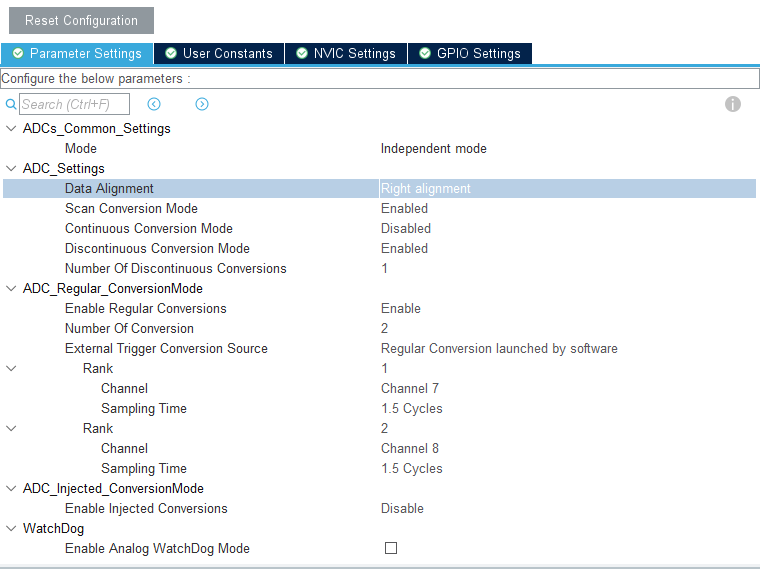 Reset Configuration
Parameter Settings User Constants NVIC Settings GPIO Settings
Configure the below parameters :
Search (Ctrl+F)
ADCs_Common_Settings
Mode Independent mode
ADC_Settings
Data Alignment Right alignment
Scan Conversion Mode Enabled
Continuous Conversion Mode Disabled
Discontinuous Conversion Mode Enabled
Number Of Discontinuous Conversions 1
ADC_Regular_ConversionMode
Enable Regular Conversions Enable
Number Of Conversion 2
External Trigger Conversion Source Regular Conversion launched by software
Rank 1
Channel Channel 7
Sampling Time 1.5 Cycles
Rank 2
Channel Channel 8
Sampling Time 1.5 Cycles
ADC_Injected_ConversionMode
Enable Injected Conversions Disable
WatchDog
Enable Analog WatchDog Mode